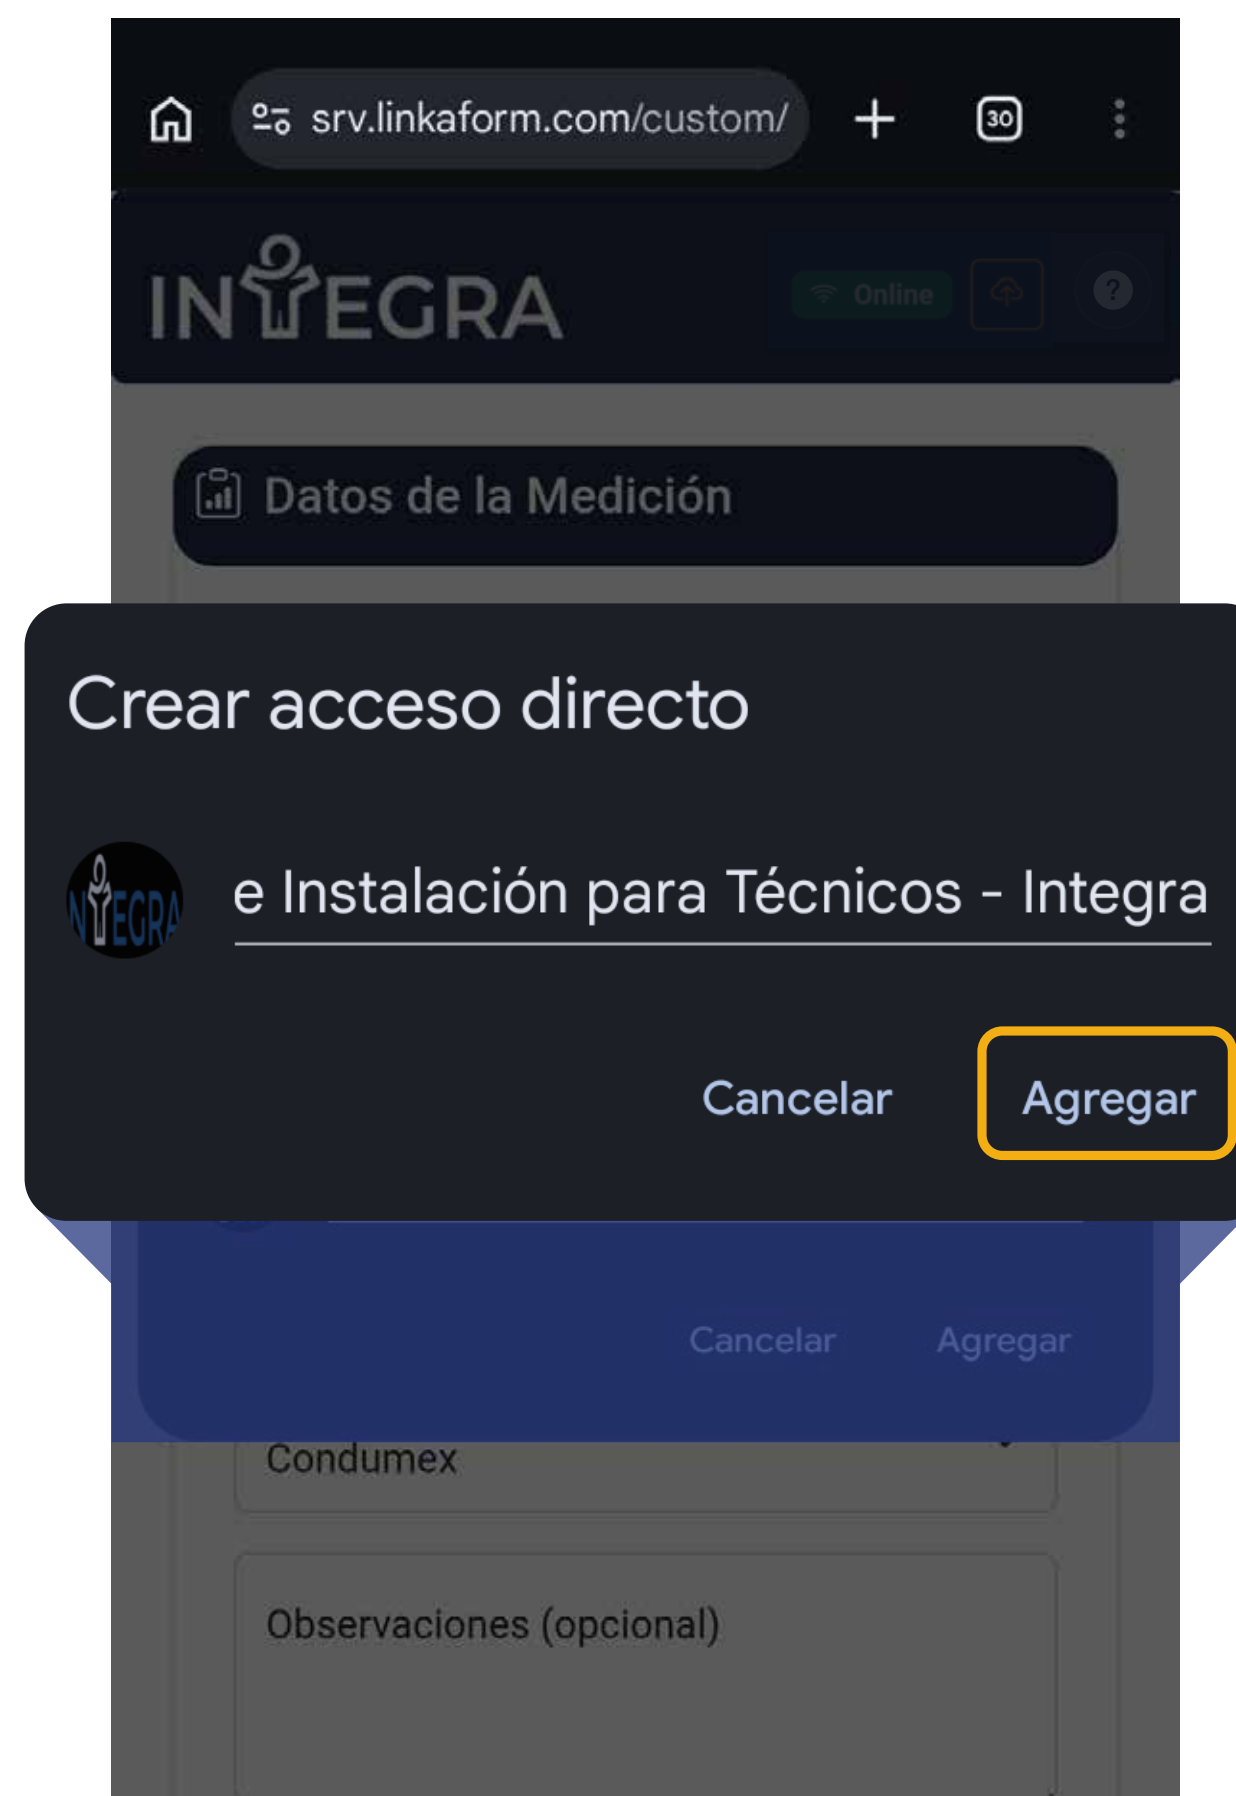 srv.linkaform.com/custom/
30
INTEGRA
Online
?
Datos de la Medición
Crear acceso directo
NTEGRA
e Instalación para Técnicos - Integra
Cancelar
Agregar
Cancelar
Agregar
Condumex
Observaciones (opcional)